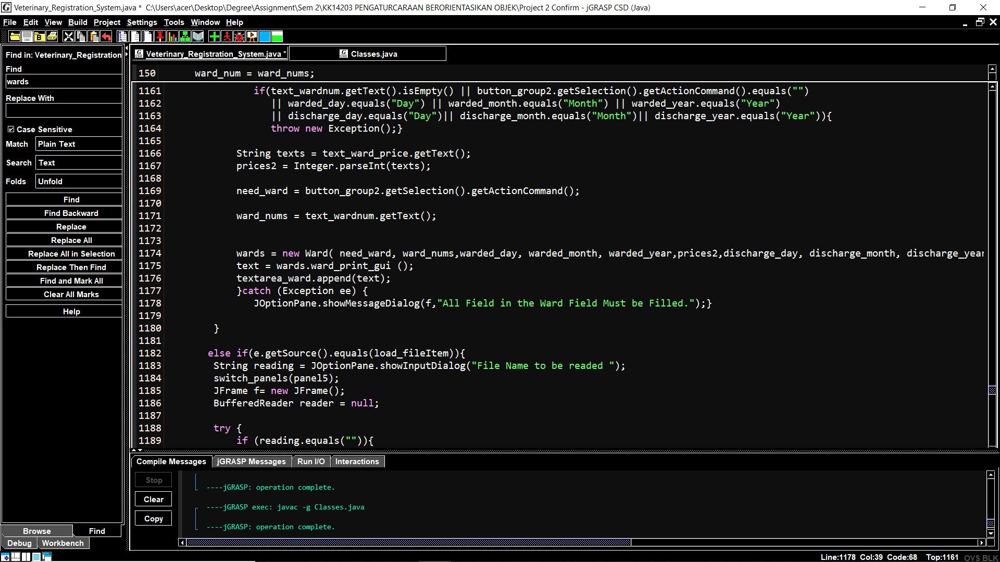 Veterinary_Registration_System.java * C:\Users\acer\Desktop\Degree\Assignment\Sem 2\KK14203 PENGATURCARAAN BERORIENTASIKAN OBJEK\Project 2 Confirm - jGRASP CSD (Java)
File Edit View Build Project Settings Tools Window Help
Find in: Veterinary_Registration
Find
wards
Replace With
Case Sensitive
Match Plain Text
Search Text
Folds Unfold
Find
Find Backward
Replace
Replace All
Replace All in Selection
Replace Then Find
Find and Mark All
Clear All Marks
Help
Browse Find
Debug Workbench
Veterinary_Registration_System.java * Classes.java
150 ward_num = ward_nums;
1161 if(text_wardnum.getText().isEmpty() || button_group2.getSelection().getActionCommand().equals("")
1162 || warded_day.equals("Day") || warded_month.equals("Month") || warded_year.equals("Year")
1163 || discharge_day.equals("Day")|| discharge_month.equals("Month")|| discharge_year.equals("Year")){
1164 throw new Exception();}
1165
1166 String texts = text_ward_price.getText();
1167 prices2 = Integer.parseInt(texts);
1168
1169 need_ward = button_group2.getSelection().getActionCommand();
1170
1171 ward_nums = text_wardnum.getText();
1172
1173
1174 wards = new Ward( need_ward, ward_nums,warded_day, warded_month, warded_year,prices2,discharge_day, discharge_month, discharge_year
1175 text = wards.ward_print_gui ();
1176 textarea_ward.append(text);
1177 }catch (Exception ee) {
1178 JOptionPane.showMessageDialog(f,"All Field in the Ward Field Must be Filled.");}
1179
1180 }
1181
1182 else if(e.getSource().equals(load_fileItem)){
1183 String reading = JOptionPane.showInputDialog("File Name to be readed ");
1184 switch_panels(panel5);
1185 JFrame f= new JFrame();
1186 BufferedReader reader = null;
1187
1188 try {
1189 if (reading.equals("")){
Compile Messages jGRASP Messages Run I/O Interactions
Stop
Clear
Copy
----jGRASP: operation complete.
----jGRASP exec: javac -g Classes.java
----jGRASP: operation complete.
Line:1178 Col:39 Code:68 Top:1161 OVS BLK